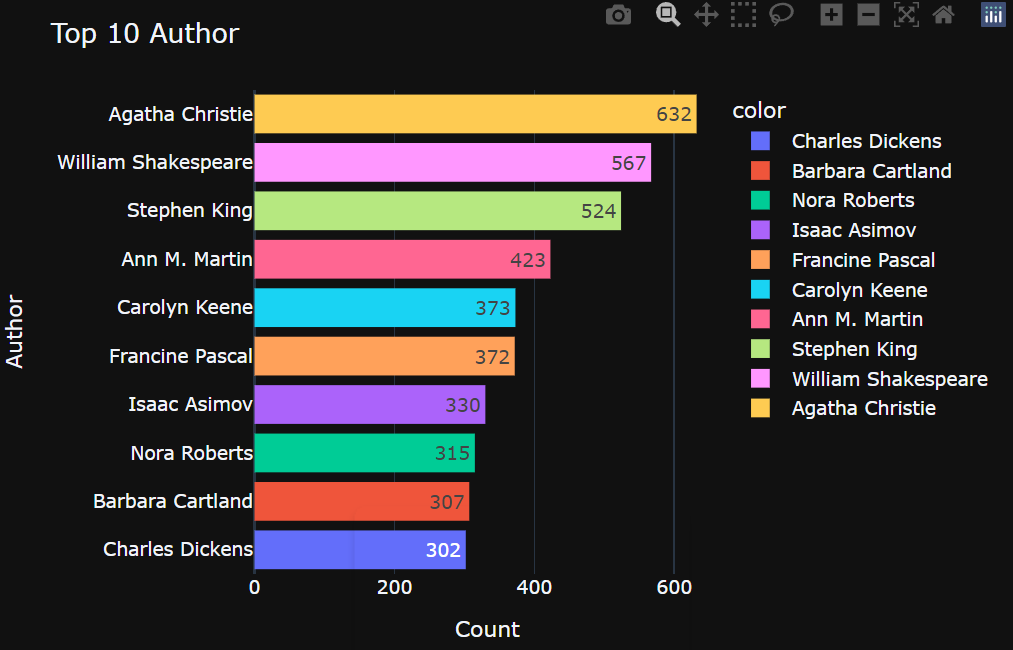 Top 10 Author
Agatha Christie 632
William Shakespeare 567
Stephen King 524
Ann M. Martin 423
Carolyn Keene 373
Francine Pascal 372
Isaac Asimov 330
Nora Roberts 315
Barbara Cartland 307
Charles Dickens 302
0 200 400 600
Count
Author
color
Charles Dickens
Barbara Cartland
Nora Roberts
Isaac Asimov
Francine Pascal
Carolyn Keene
Ann M. Martin
Stephen King
William Shakespeare
Agatha Christie